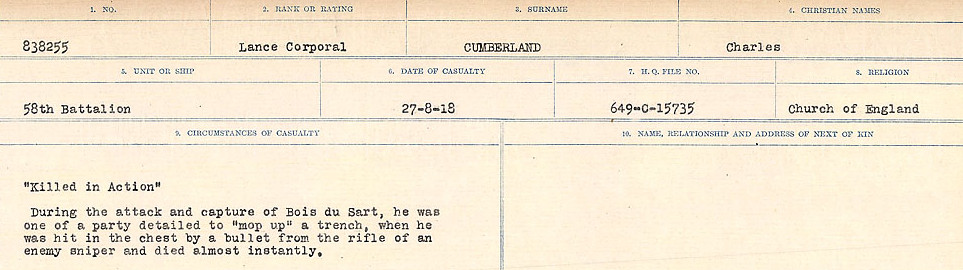 1. NO. 2. RANK OR RATING 3. SURNAME 4. CHRISTIAN NAMES
838255 Lance Corporal CUMBERLAND Charles
5. UNIT OR SHIP 6. DATE OF CASUALTY 7. H. Q. FILE NO. 8. RELIGION
58th Battalion 27-8-18 649-C-15735 Church of England
9. CIRCUMSTANCES OF CASUALTY 10. NAME, RELATIONSHIP AND ADDRESS OF NEXT OF KIN
"Killed in Action"
During the attack and capture of Bois du Sart, he was
one of a party detailed to "mop up" a trench, when he
was hit in the chest by a bullet from the rifle of an
enemy sniper and died almost instantly.